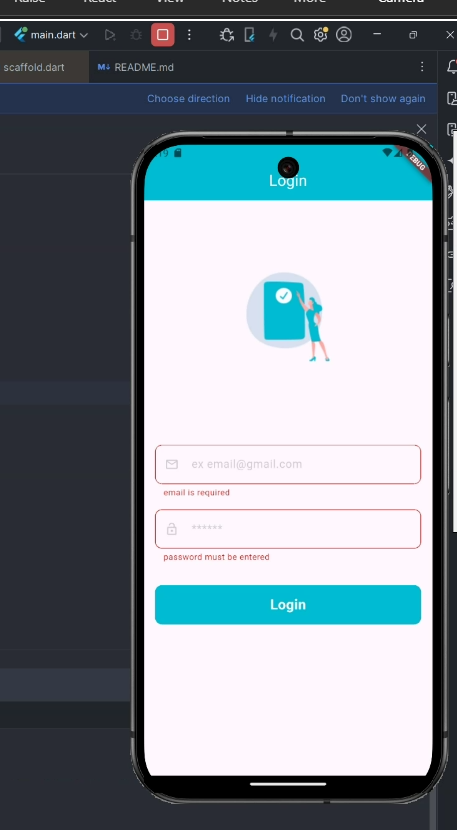 Raise React View Notes More Camera
main.dart
scaffold.dart README.md
Choose direction Hide notification Don't show again
Login
ex email@gmail.com
email is required
******
password must be entered
Login